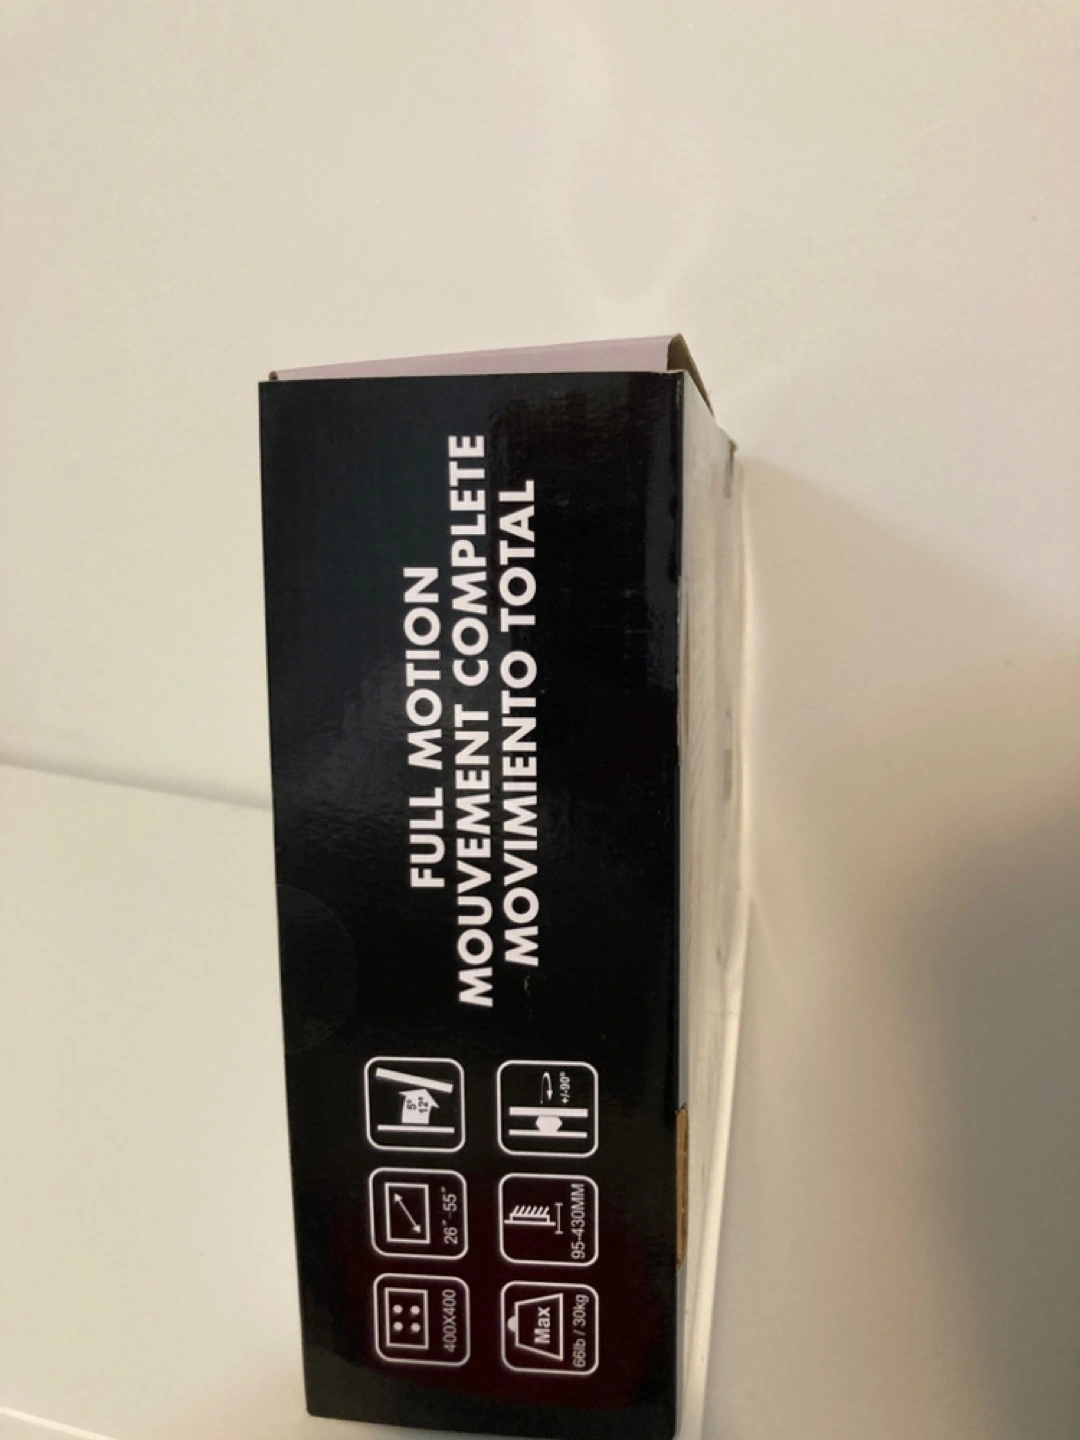 FULL MOTION
MOUVEMENT COMPLETE
MOVIMIENTO TOTAL
400X400
26"-55"
5°
12°
Max
66lb / 30kg
95-430MM
+/-90°